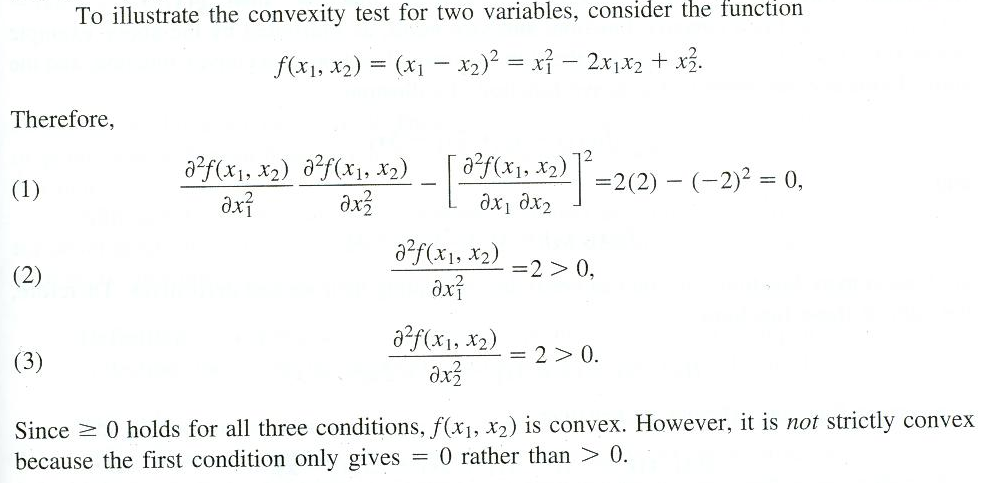 To illustrate the convexity test for two variables, consider the function
f(x₁, x₂) = (x₁ − x₂)² = x₁² − 2x₁x₂ + x₂².
Therefore,
(1) ∂²f(x₁, x₂)/∂x₁² ∂²f(x₁, x₂)/∂x₂² − [∂²f(x₁, x₂)/∂x₁ ∂x₂]² =2(2) − (−2)² = 0,
(2) ∂²f(x₁, x₂)/∂x₁² =2 > 0,
(3) ∂²f(x₁, x₂)/∂x₂² = 2 > 0.
Since ≥ 0 holds for all three conditions, f(x₁, x₂) is convex. However, it is not strictly convex
because the first condition only gives = 0 rather than > 0.